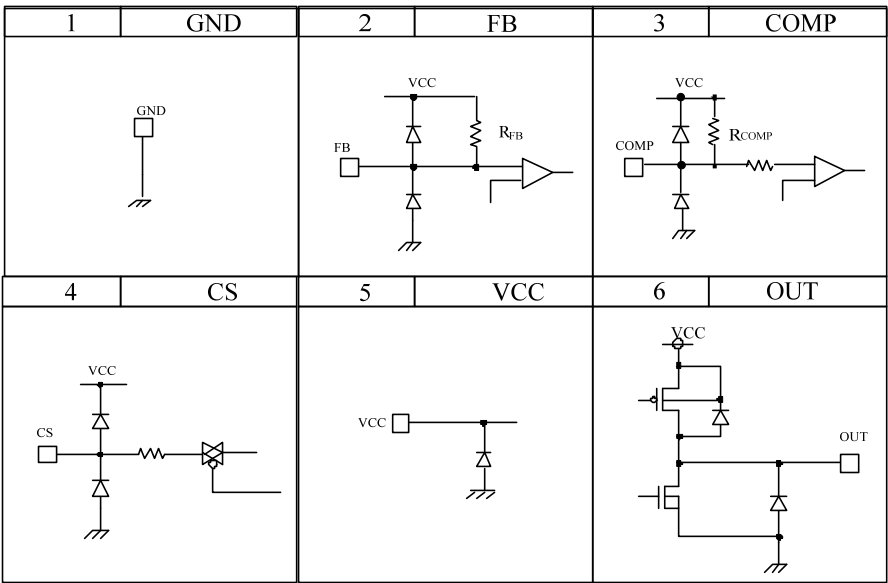 1 GND 2 FB 3 COMP
GND
VCC
FB
RFB
VCC
COMP
RCOMP
4 CS 5 VCC 6 OUT
VCC
CS
VCC
VCC
OUT